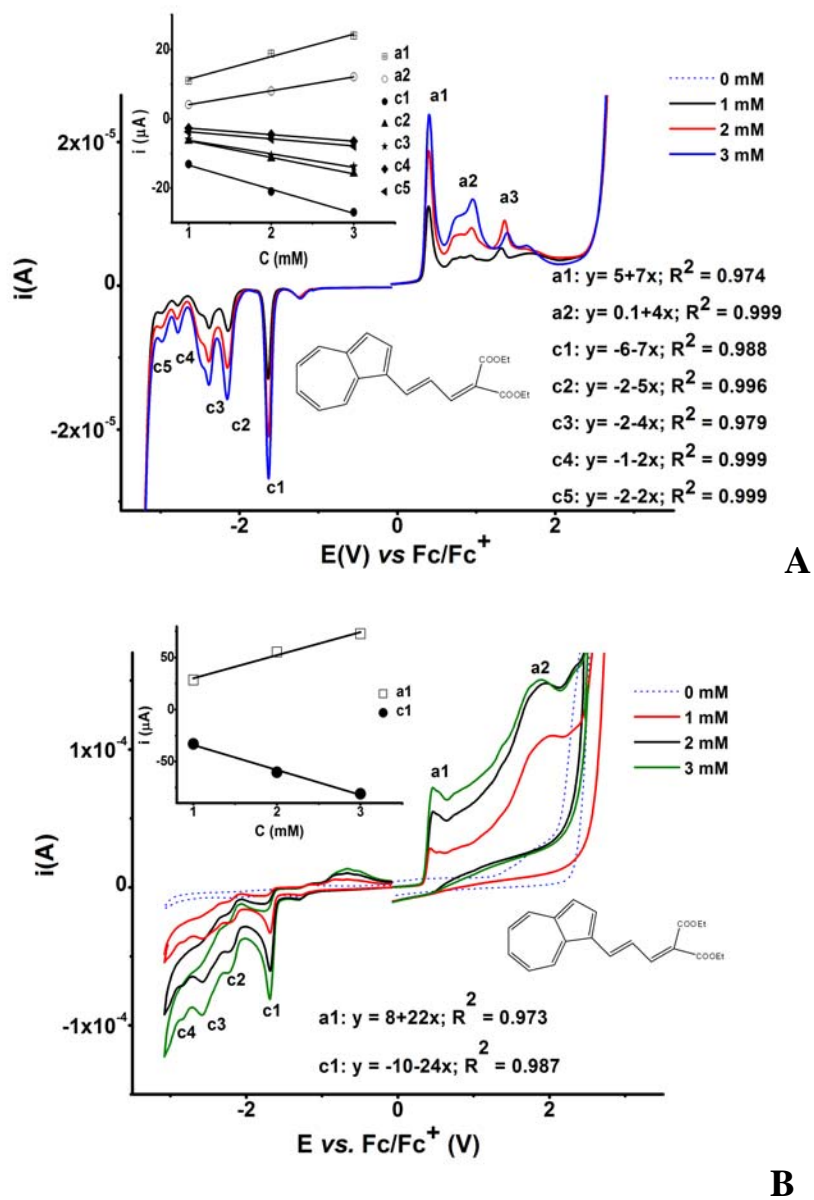 20
0
-20
i (μA)
1
2
3
C (mM)
a1
a2
c1
c2
c3
c4
c5
0 mM
1 mM
2 mM
3 mM
a1
a2
a3
2x10-5
0
-2x10-5
i(A)
c5
c4
c3
c2
c1
COOEt
COOEt
a1: y= 5+7x; R2 = 0.974
a2: y= 0.1+4x; R2 = 0.999
c1: y= -6-7x; R2 = 0.988
c2: y= -2-5x; R2 = 0.996
c3: y= -2-4x; R2 = 0.979
c4: y= -1-2x; R2 = 0.999
c5: y= -2-2x; R2 = 0.999
-2
0
2
E(V) vs Fc/Fc+
A
50
0
-50
i (μA)
1
2
3
C (mM)
a1
c1
0 mM
1 mM
2 mM
3 mM
a1
a2
1x10-4
0
-1x10-4
i(A)
c4
c3
c2
c1
COOEt
COOEt
a1: y = 8+22x; R2 = 0.973
c1: y = -10-24x; R2 = 0.987
-2
0
2
E vs. Fc/Fc+ (V)
B